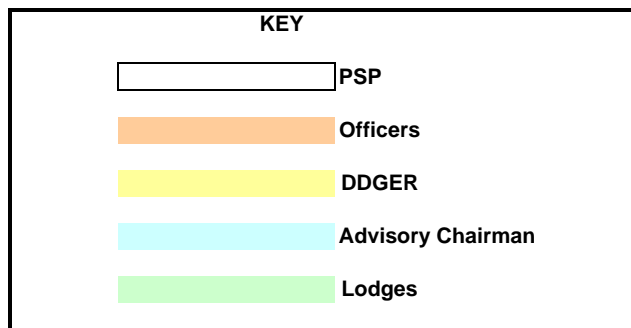 KEY
PSP
Officers
DDGER
Advisory Chairman
Lodges